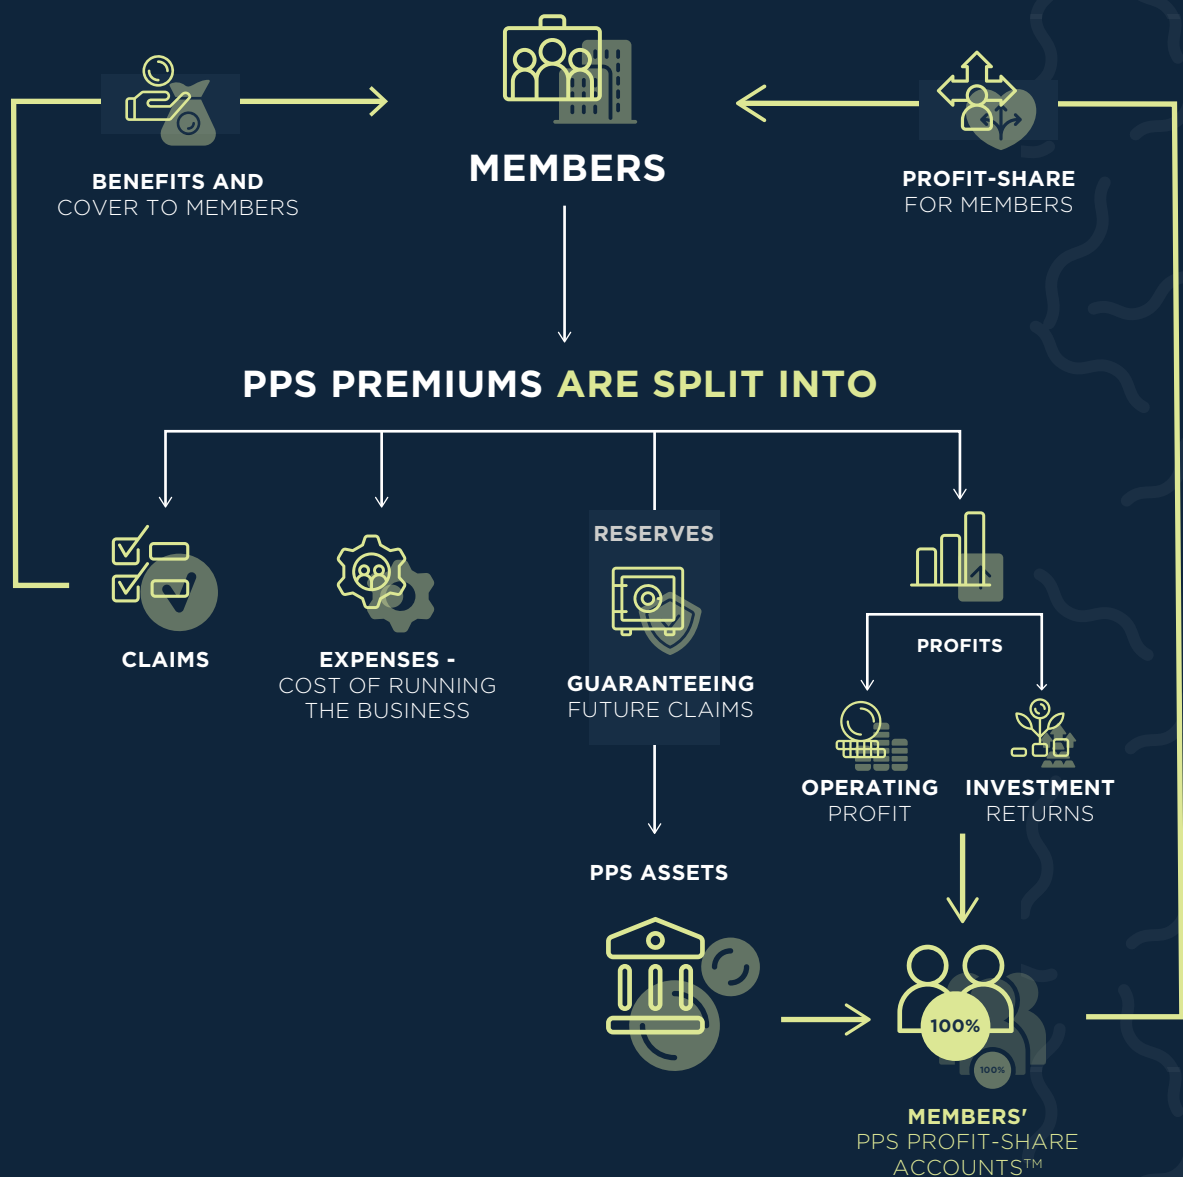 MEMBERS
BENEFITS AND
COVER TO MEMBERS
PROFIT-SHARE
FOR MEMBERS
PPS PREMIUMS ARE SPLIT INTO
CLAIMS
EXPENSES -
COST OF RUNNING
THE BUSINESS
RESERVES
GUARANTEEING
FUTURE CLAIMS
PROFITS
OPERATING
PROFIT
INVESTMENT
RETURNS
PPS ASSETS
100%
100%
MEMBERS'
PPS PROFIT-SHARE
ACCOUNTS™